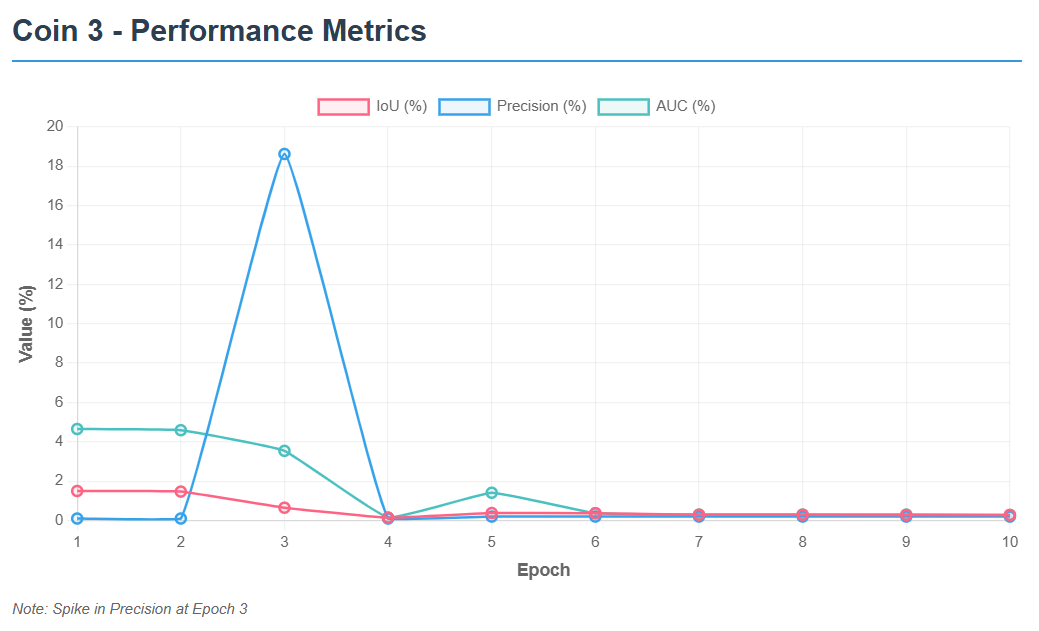 Coin 3 - Performance Metrics
IoU (%) Precision (%) AUC (%)
20
18
16
14
12
10
8
6
4
2
0
Value (%)
1 2 3 4 5 6 7 8 9 10
Epoch
Note: Spike in Precision at Epoch 3